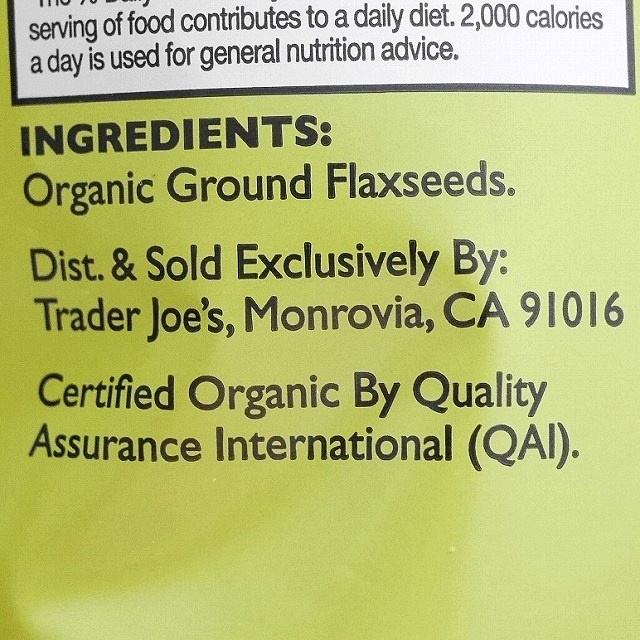 serving of food contributes to a daily diet. 2,000 calories
a day is used for general nutrition advice.
INGREDIENTS:
Organic Ground Flaxseeds.
Dist. & Sold Exclusively By:
Trader Joe's, Monrovia, CA 91016
Certified Organic By Quality
Assurance International (QAI).